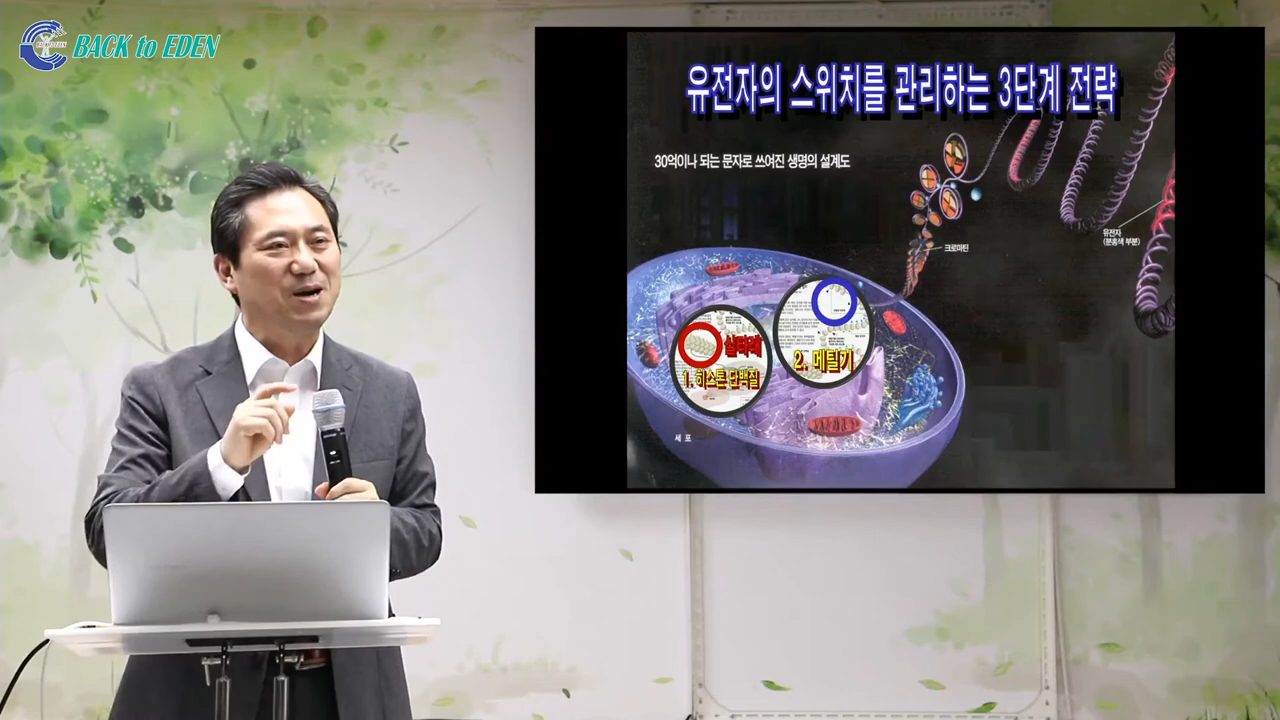 BACK to EDEN
유전자의 스위치를 관리하는 3단계 전략
30억이나 되는 문자로 쓰여진 생명의 설계도
크로마틴
유전자
(분홍색 부분)
실타래
1. 히스톤 단백질
2. 메틸기
세 포